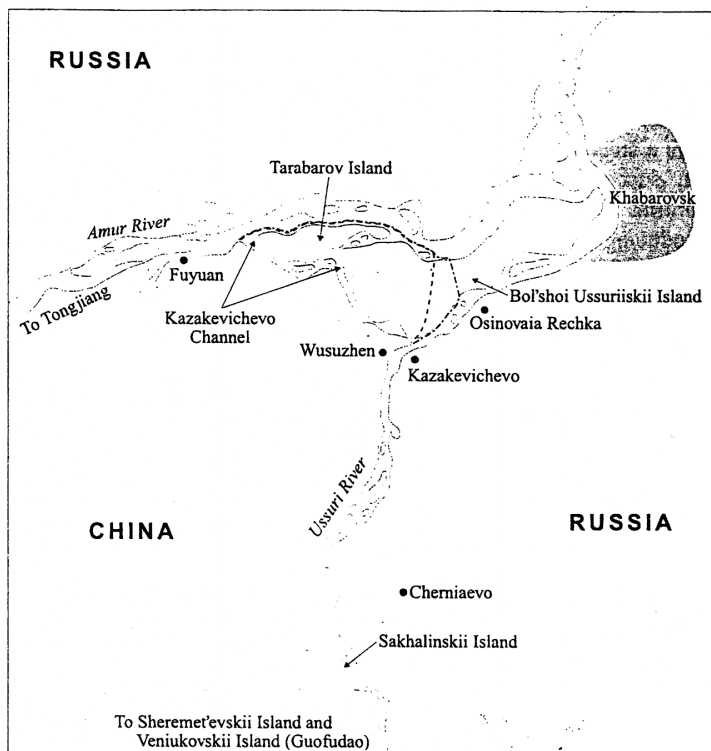 RUSSIA
Tarabarov Island
Khabarovsk
Amur River
Fuyuan
To Tongjiang
Kazakevichevo
Channel
Bol'shoi Ussuriiskii Island
Osinovaia Rechka
Wusuzhen
Kazakevichevo
Ussuri River
CHINA
RUSSIA
Cherniaevo
Sakhalinskii Island
To Sheremet'evskii Island and
Veniukovskii Island (Guofudao)